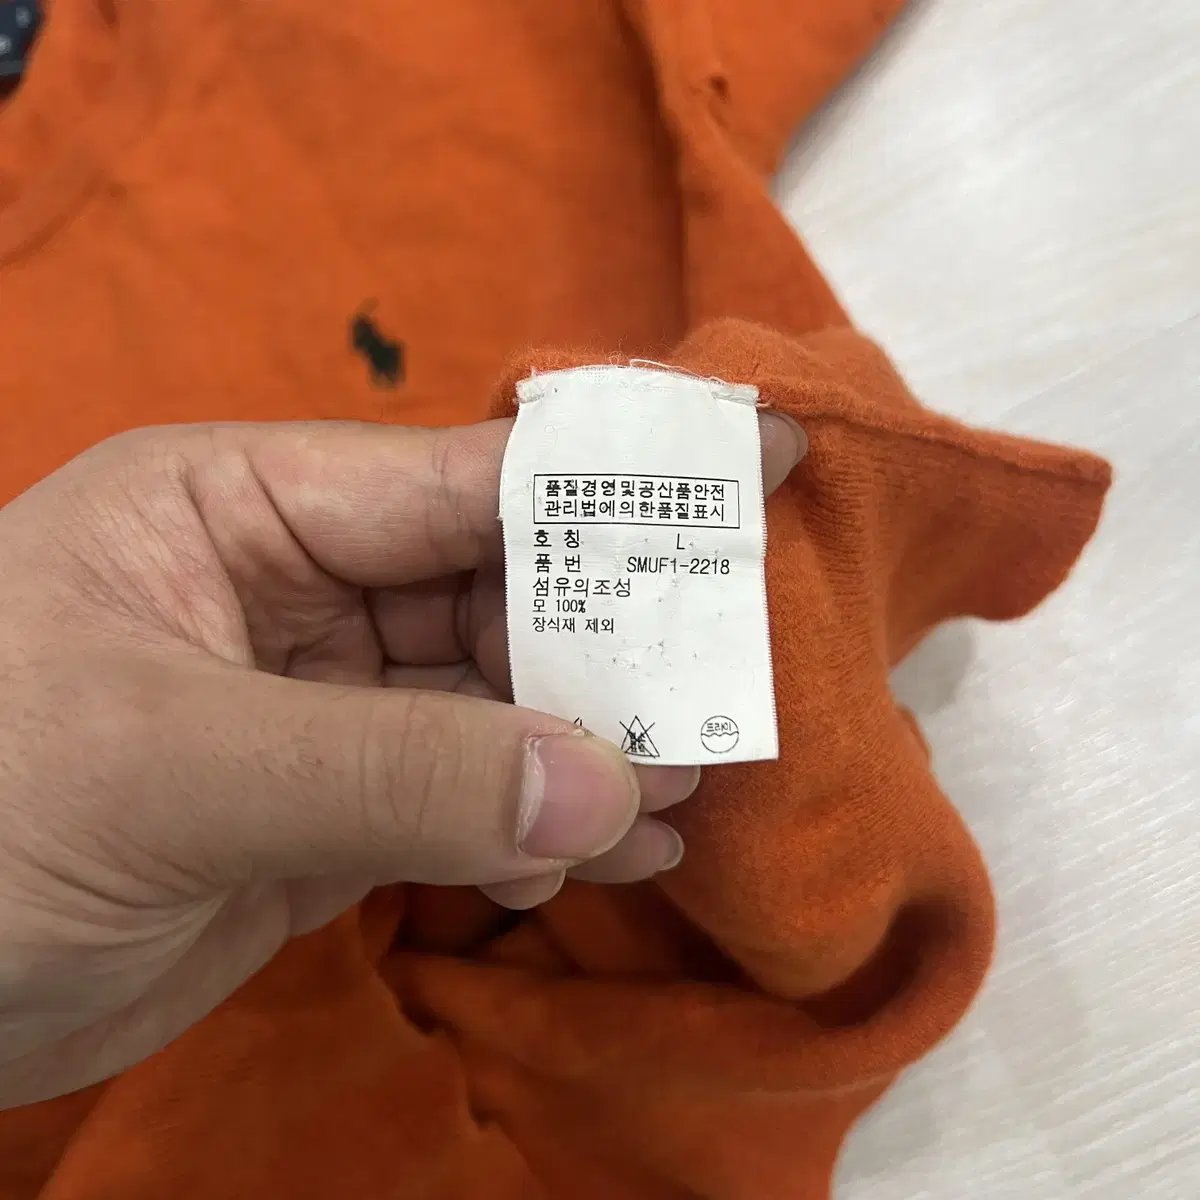 품질경영및공산품안전
관리법에의한품질표시
호 칭 L
품 번 SMUF1-2218
섬유의조성
모 100%
장식재 제외
드라이